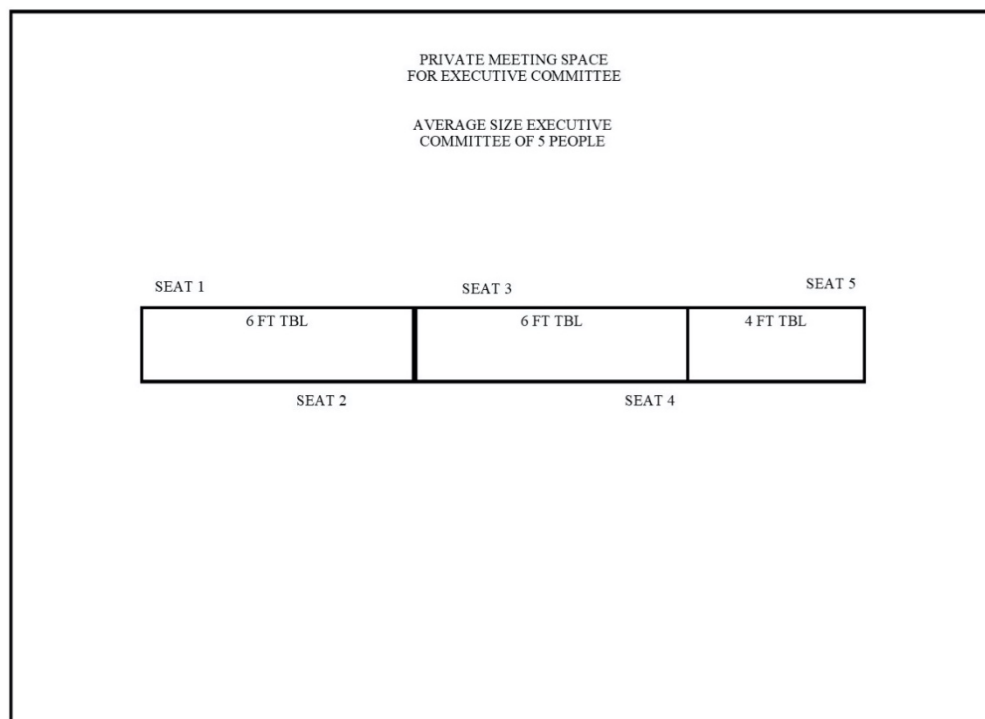 PRIVATE MEETING SPACE
FOR EXECUTIVE COMMITTEE
AVERAGE SIZE EXECUTIVE
COMMITTEE OF 5 PEOPLE
SEAT 1
SEAT 3
SEAT 5
6 FT TBL
6 FT TBL
4 FT TBL
SEAT 2
SEAT 4